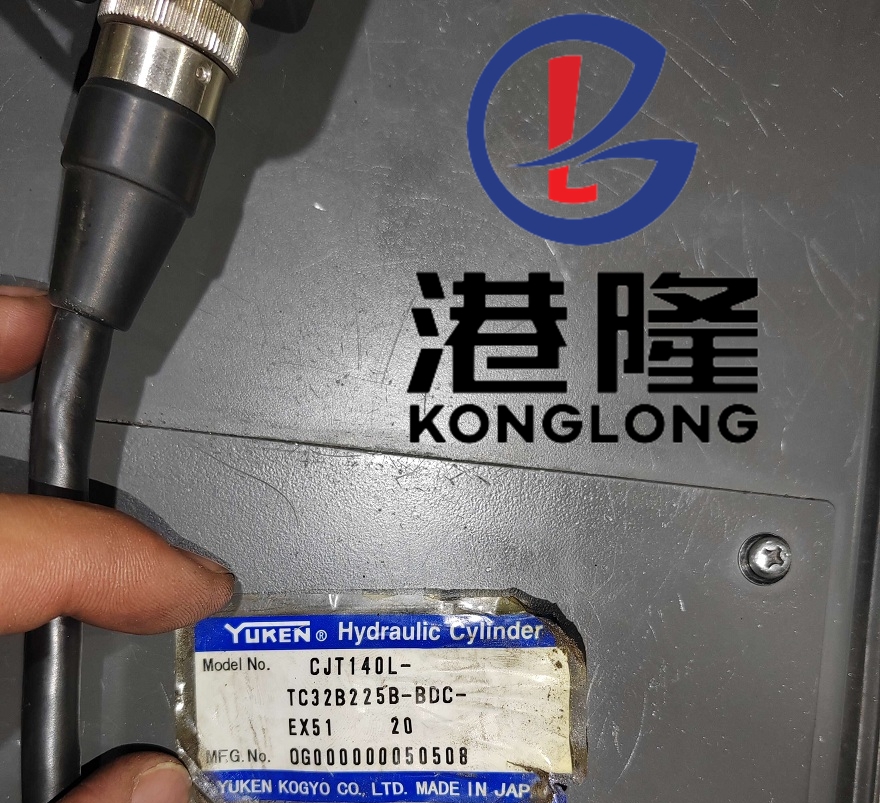 港隆
KONGLONG
YUKEN® Hydraulic Cylinder
Model No. CJT140L-
TC32B225B-BDC-
EX51 20
MFG.No. 0G000000050508
YUKEN KOGYO CO., LTD. MADE IN JAP